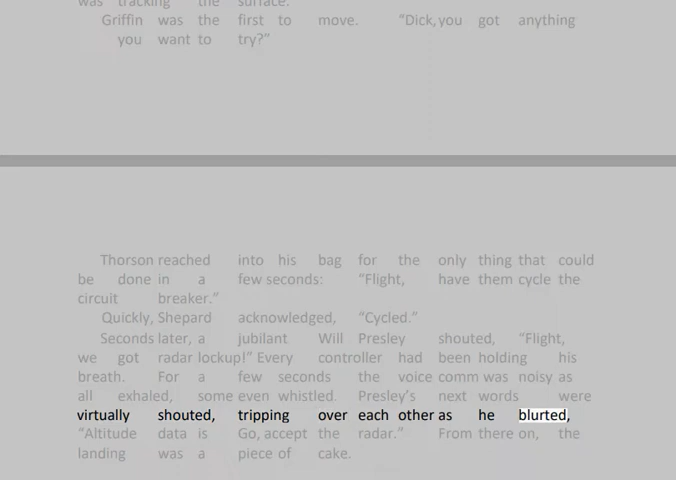 was tracking the surface.
Griffin was the first to move. "Dick, you got anything
you want to try?"
Thorson reached into his bag for the only thing that could
be done in a few seconds: "Flight, have them cycle the
circuit breaker."
Quickly, Shepard acknowledged, "Cycled."
Seconds later, a jubilant Will Presley shouted, "Flight,
we got radar lockup!" Every controller had been holding his
breath. For a few seconds the voice comm was noisy as
all exhaled, some even whistled. Presley's next words were
virtually shouted, tripping over each other as he blurted,
"Altitude data is Go, accept the radar." From there on, the
landing was a piece of cake.